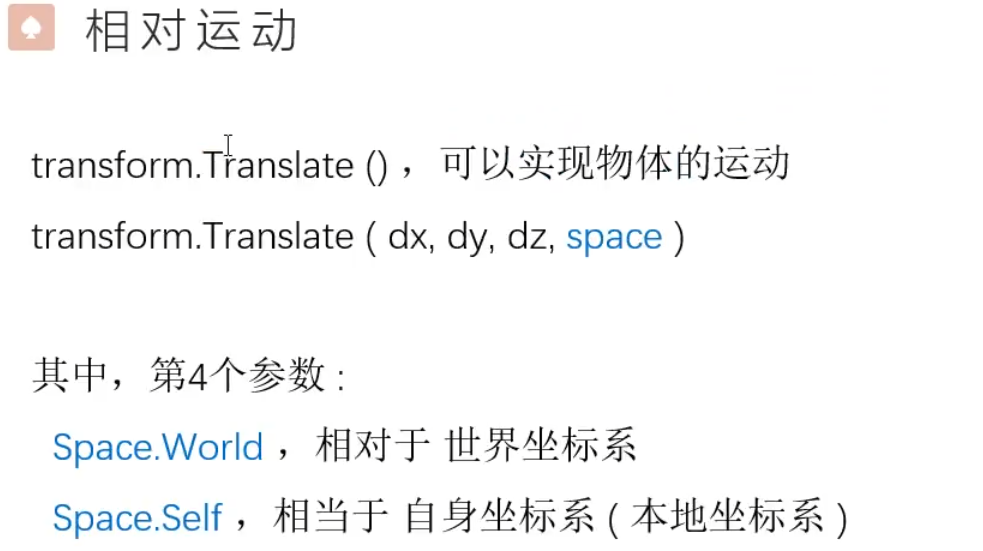 相对运动
transform.Translate () ，可以实现物体的运动
transform.Translate ( dx, dy, dz, space )
其中，第4个参数 :
Space.World ，相对于 世界坐标系
Space.Self ，相当于 自身坐标系 ( 本地坐标系 )